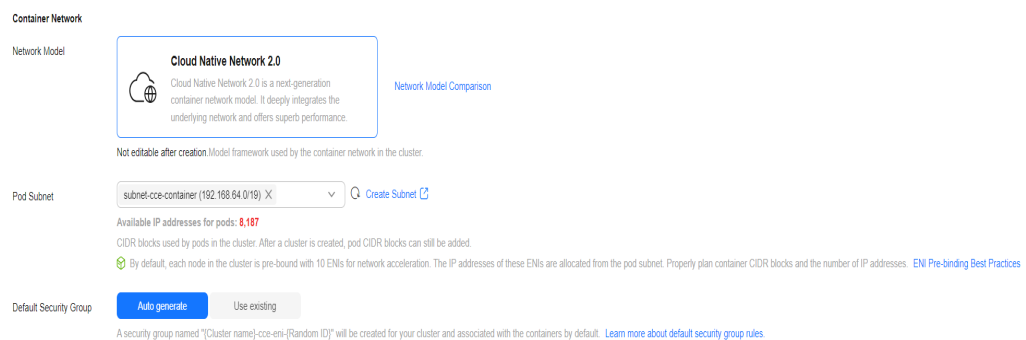 Container Network
Network Model
Cloud Native Network 2.0
Cloud Native Network 2.0 is a next-generation
container network model. It deeply integrates the
underlying network and offers superb performance.
Network Model Comparison
Not editable after creation.Model framework used by the container network in the cluster.
Pod Subnet
subnet-cce-container (192.168.64.0/19) X
Create Subnet
Available IP addresses for pods: 8,187
CIDR blocks used by pods in the cluster. After a cluster is created, pod CIDR blocks can still be added.
By default, each node in the cluster is pre-bound with 10 ENIs for network acceleration. The IP addresses of these ENIs are allocated from the pod subnet. Properly plan container CIDR blocks and the number of IP addresses. ENI Pre-binding Best Practices
Default Security Group
Auto generate
Use existing
A security group named "{Cluster name}-cce-eni-{Random ID}" will be created for your cluster and associated with the containers by default. Learn more about default security group rules.